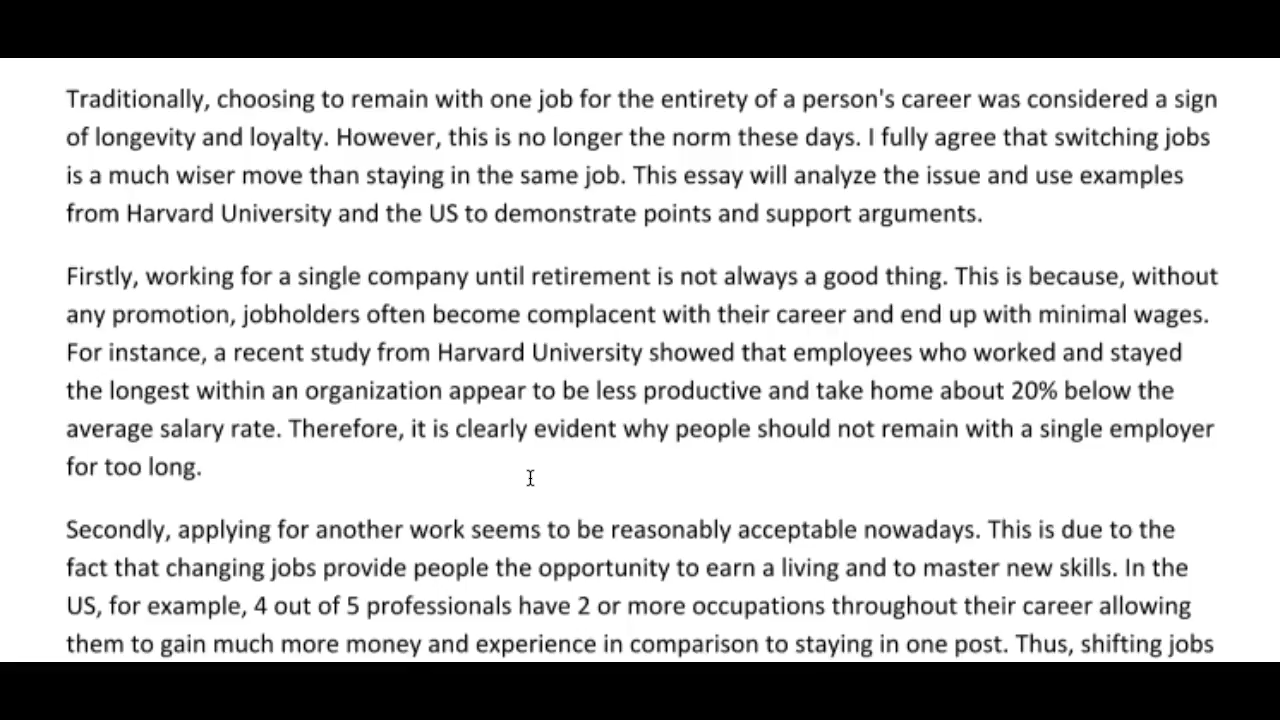 Traditionally, choosing to remain with one job for the entirety of a person's career was considered a sign
of longevity and loyalty. However, this is no longer the norm these days. I fully agree that switching jobs
is a much wiser move than staying in the same job. This essay will analyze the issue and use examples
from Harvard University and the US to demonstrate points and support arguments.
Firstly, working for a single company until retirement is not always a good thing. This is because, without
any promotion, jobholders often become complacent with their career and end up with minimal wages.
For instance, a recent study from Harvard University showed that employees who worked and stayed
the longest within an organization appear to be less productive and take home about 20% below the
average salary rate. Therefore, it is clearly evident why people should not remain with a single employer
for too long.
Secondly, applying for another work seems to be reasonably acceptable nowadays. This is due to the
fact that changing jobs provide people the opportunity to earn a living and to master new skills. In the
US, for example, 4 out of 5 professionals have 2 or more occupations throughout their career allowing
them to gain much more money and experience in comparison to staying in one post. Thus, shifting jobs